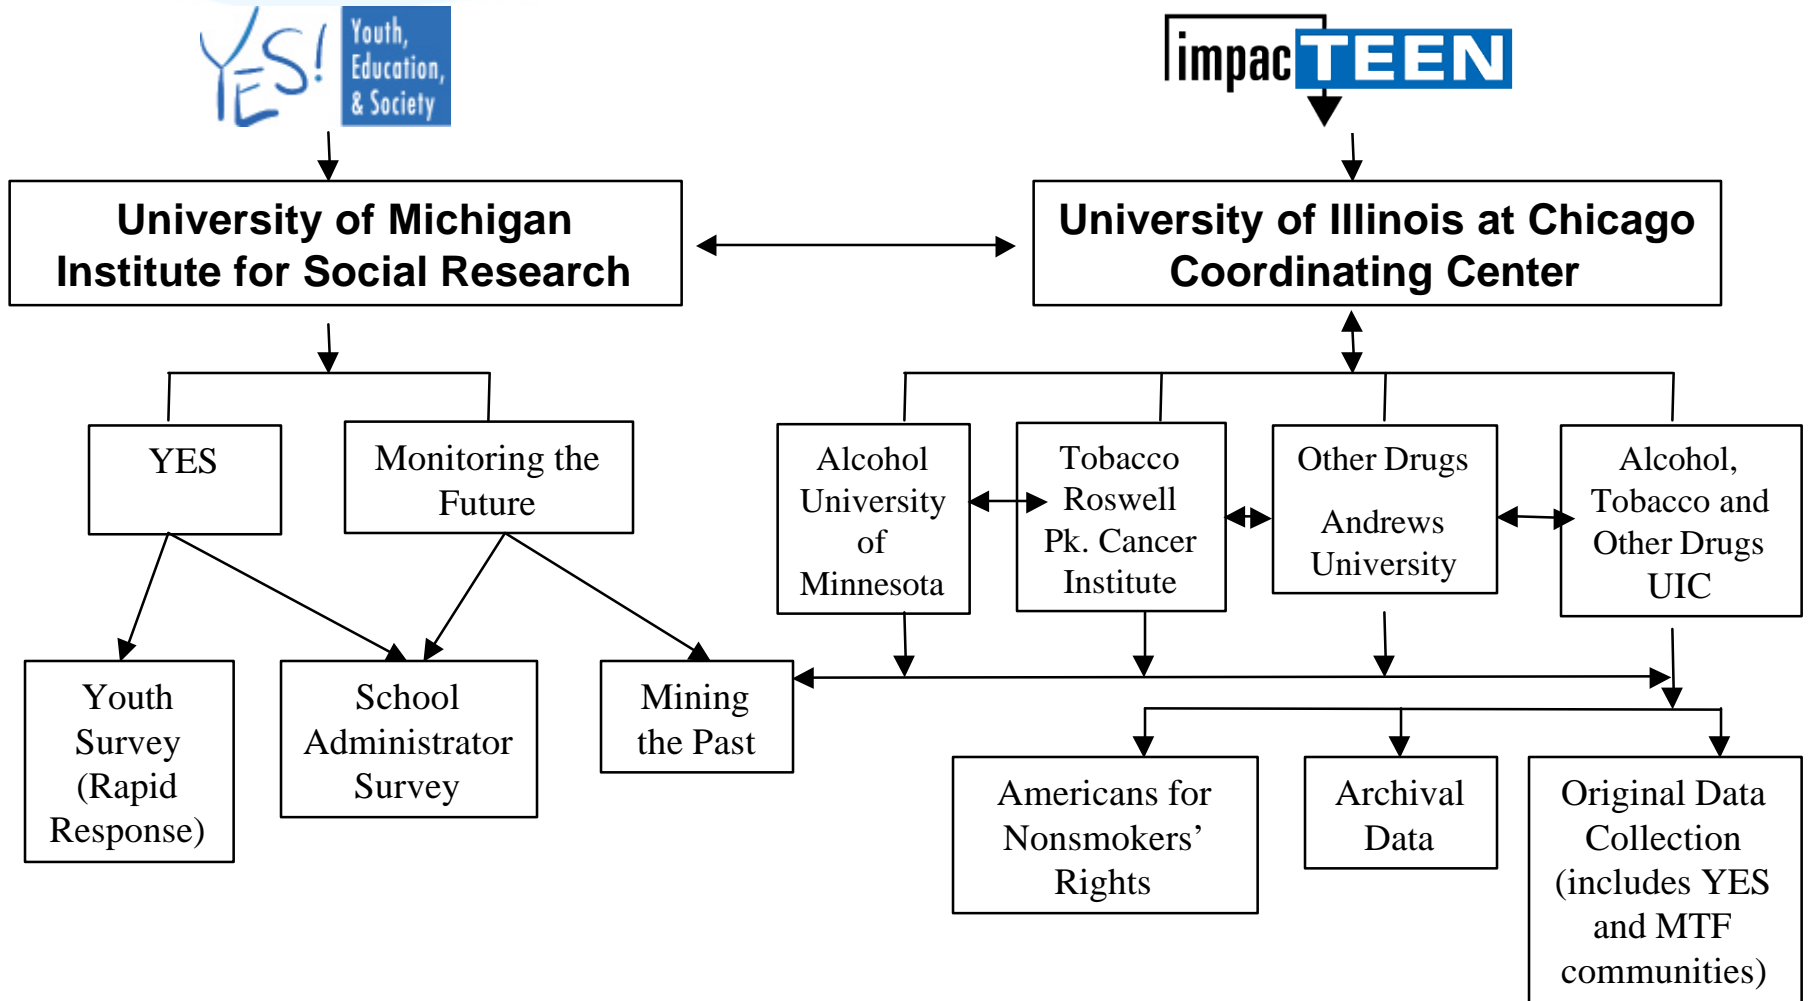 YES!
Youth,
Education,
& Society
impacTEEN
University of Michigan
Institute for Social Research
University of Illinois at Chicago
Coordinating Center
YES
Monitoring the
Future
Alcohol
University
of
Minnesota
Tobacco
Roswell
Pk. Cancer
Institute
Other Drugs
Andrews
University
Alcohol,
Tobacco and
Other Drugs
UIC
Youth
Survey
(Rapid
Response)
School
Administrator
Survey
Mining
the Past
Americans for
Nonsmokers’
Rights
Archival
Data
Original Data
Collection
(includes YES
and MTF
communities)